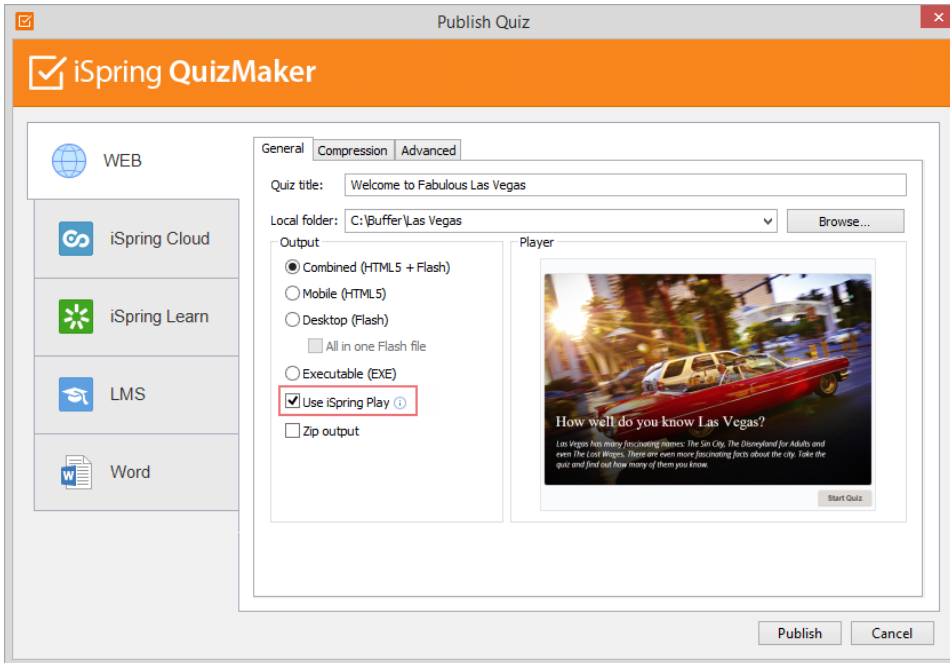 Publish Quiz
iSpring QuizMaker
WEB
iSpring Cloud
iSpring Learn
LMS
W
Word
General
Compression
Advanced
Quiz title:
Welcome to Fabulous Las Vegas
Local folder:
C:\Buffer\Las Vegas
Browse...
Output
Combined (HTML5 + Flash)
Mobile (HTML5)
Desktop (Flash)
All in one Flash file
Executable (EXE)
Use iSpring Play
Zip output
Player
How well do you know Las Vegas?
Las Vegas has many fascinating names: The Sin City, The Disneyland for Adults and
even The Lost Wages. There are even more fascinating facts about the city. Take the
quiz and find out how many of them you know.
Start Quiz
Publish
Cancel